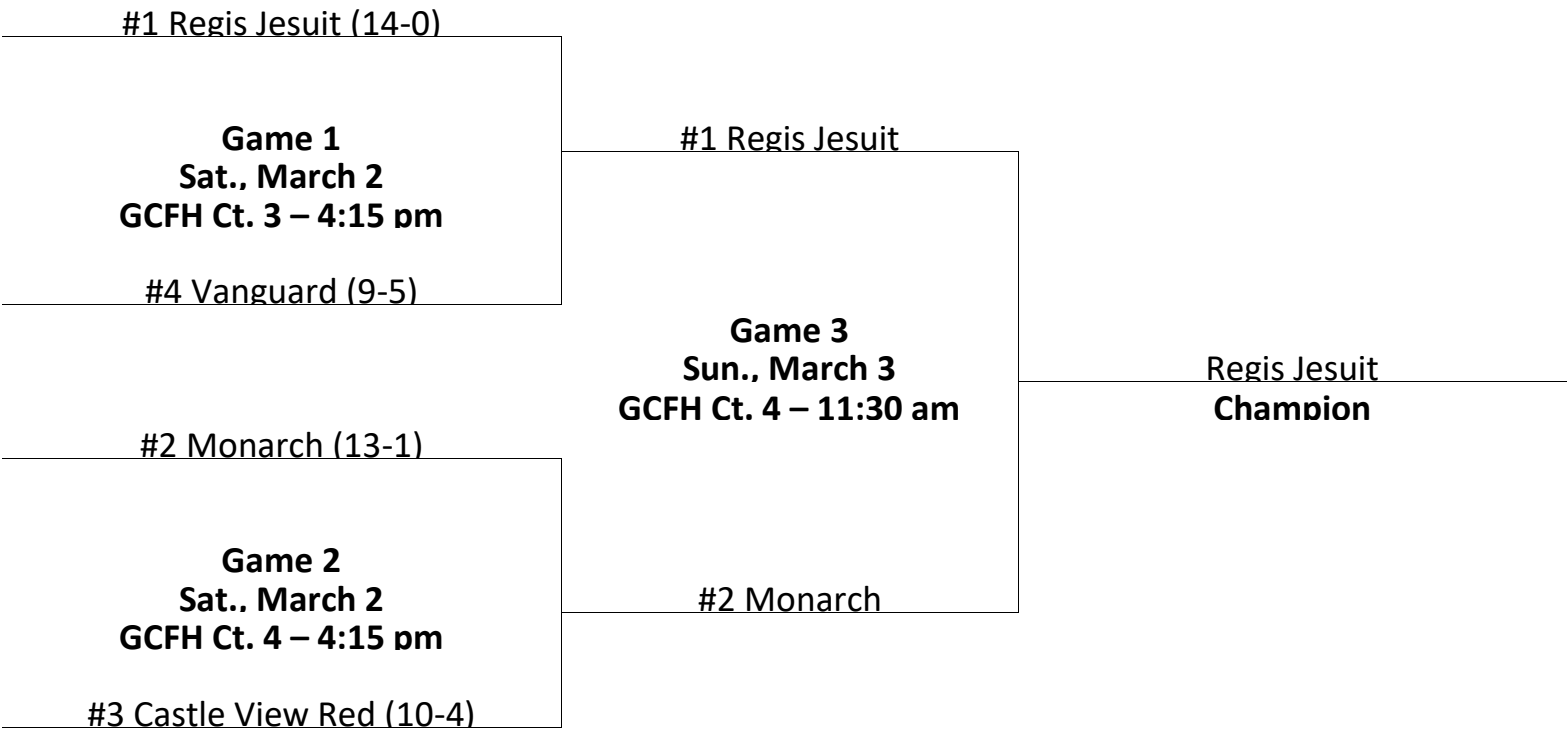 #1 Regis Jesuit (14-0)
Game 1
Sat., March 2
GCFH Ct. 3 – 4:15 pm
#4 Vanguard (9-5)
#2 Monarch (13-1)
Game 2
Sat., March 2
GCFH Ct. 4 – 4:15 pm
#3 Castle View Red (10-4)
#1 Regis Jesuit
Game 3
Sun., March 3
GCFH Ct. 4 – 11:30 am
#2 Monarch
Regis Jesuit
Champion